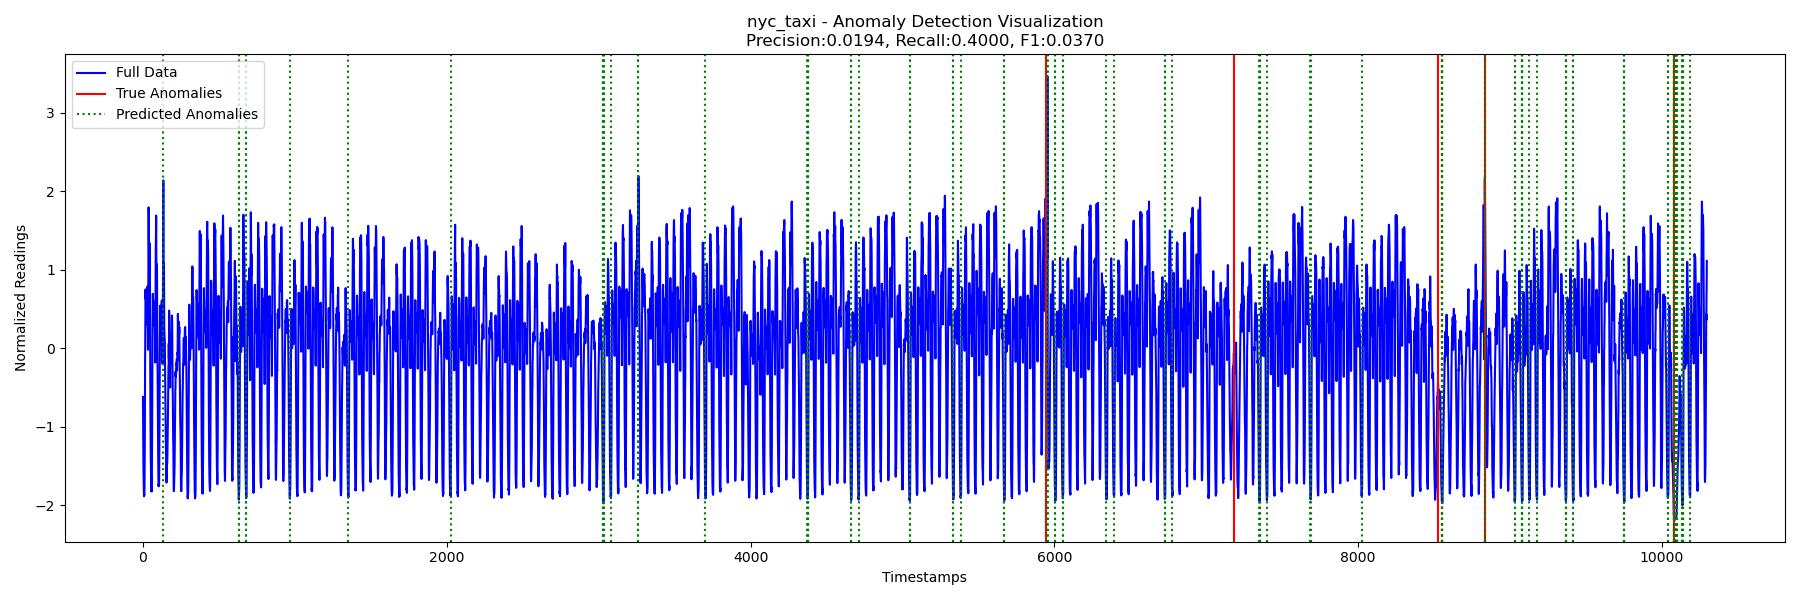 nyc_taxi - Anomaly Detection Visualization
Precision:0.0194, Recall:0.4000, F1:0.0370
Full Data
True Anomalies
Predicted Anomalies
Normalized Readings
3
2
1
0
−1
−2
0 2000 4000 6000 8000 10000
Timestamps